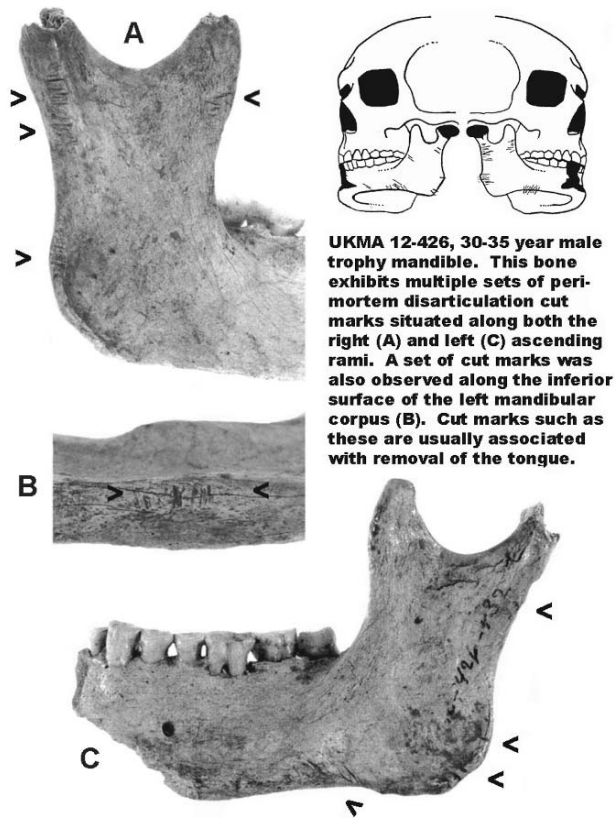 A
UKMA 12-426, 30-35 year male
trophy mandible. This bone
exhibits multiple sets of peri-
mortem disarticulation cut
marks situated along both the
right (A) and left (C) ascending
rami. A set of cut marks was
also observed along the inferior
surface of the left mandibular
corpus (B). Cut marks such as
these are usually associated
with removal of the tongue.
B
C